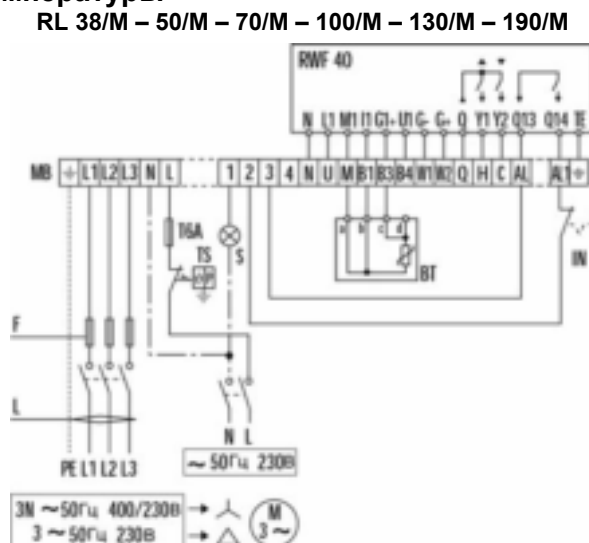 RL 38/M – 50/M – 70/M – 100/M – 130/M – 190/M
RWF 40
N L1 M1 I1 G1+ U1 G- G+ Q Y1 Y2 Q13 Q14 TE
MB L1 L2 L3 N L 1 2 3 4 N U M B1 B3 B4 W1 W2 Q H C AL AL1
T6A
TS
S
a b c d
BT
IN
F
L
N L
PE L1 L2 L3
~ 50Гц 230В
3N ~50Гц 400/230В
M
3~
3 ~ 50Гц 230В